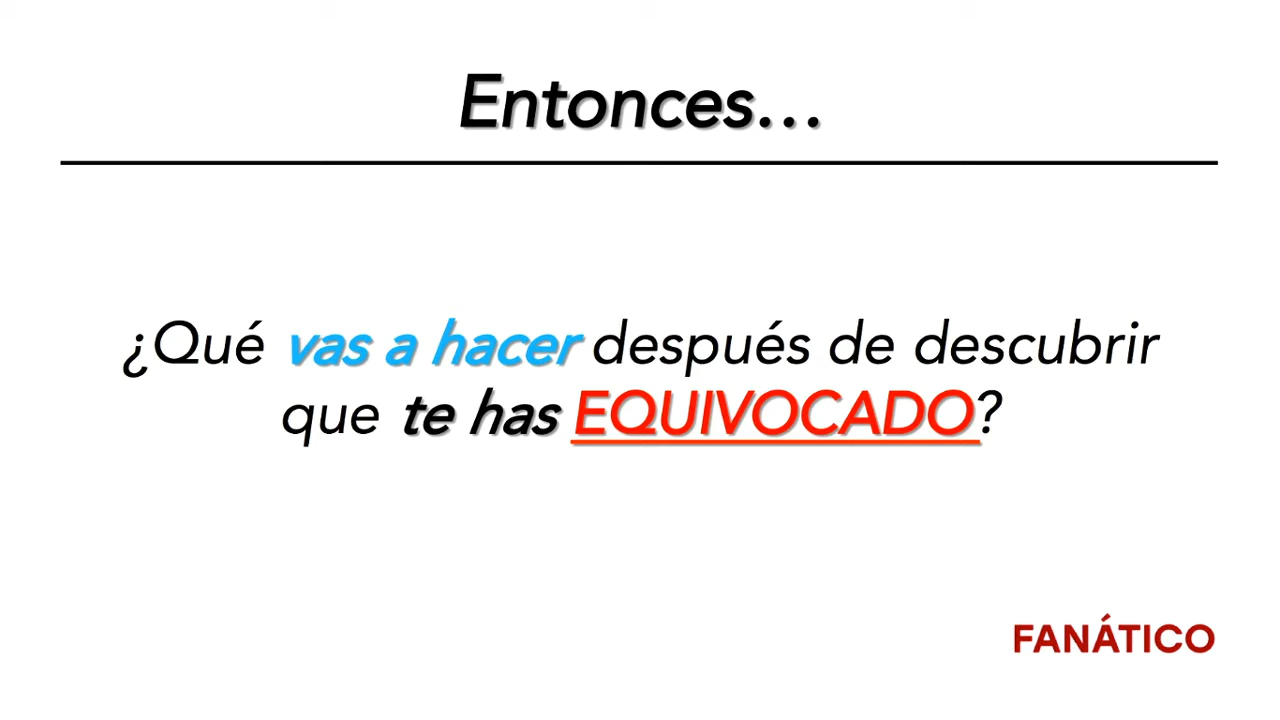 Entonces...
¿Qué vas a hacer después de descubrir
que te has EQUIVOCADO?
FANÁTICO